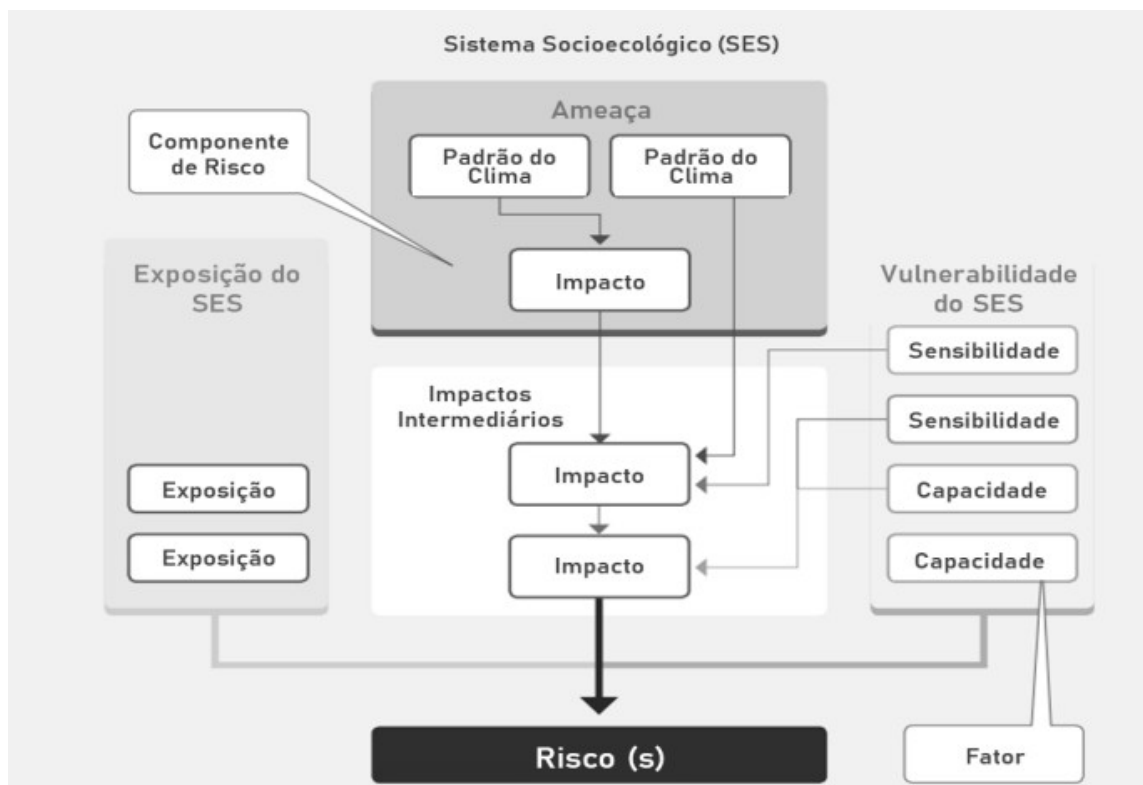 Sistema Socioecológico (SES)
Ameaça
Componente
de Risco
Padrão do
Clima
Padrão do
Clima
Impacto
Exposição do
SES
Vulnerabilidade
do SES
Sensibilidade
Impactos
Intermediários
Sensibilidade
Impacto
Exposição
Capacidade
Impacto
Exposição
Capacidade
Risco (s)
Fator